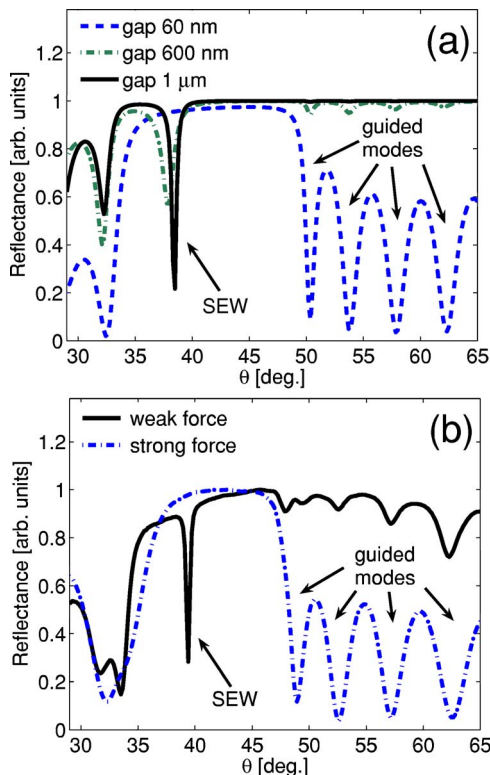 gap 60 nm
gap 600 nm
gap 1 μm
(a)
guided
modes
SEW
Reflectance [arb. units]
1.2
1
0.8
0.6
0.4
0.2
0
30 35 40 45 50 55 60 65
θ [deg.]
weak force
strong force
(b)
guided
modes
SEW
Reflectance [arb. units]
1.2
1
0.8
0.6
0.4
0.2
0
30 35 40 45 50 55 60 65
θ [deg.]